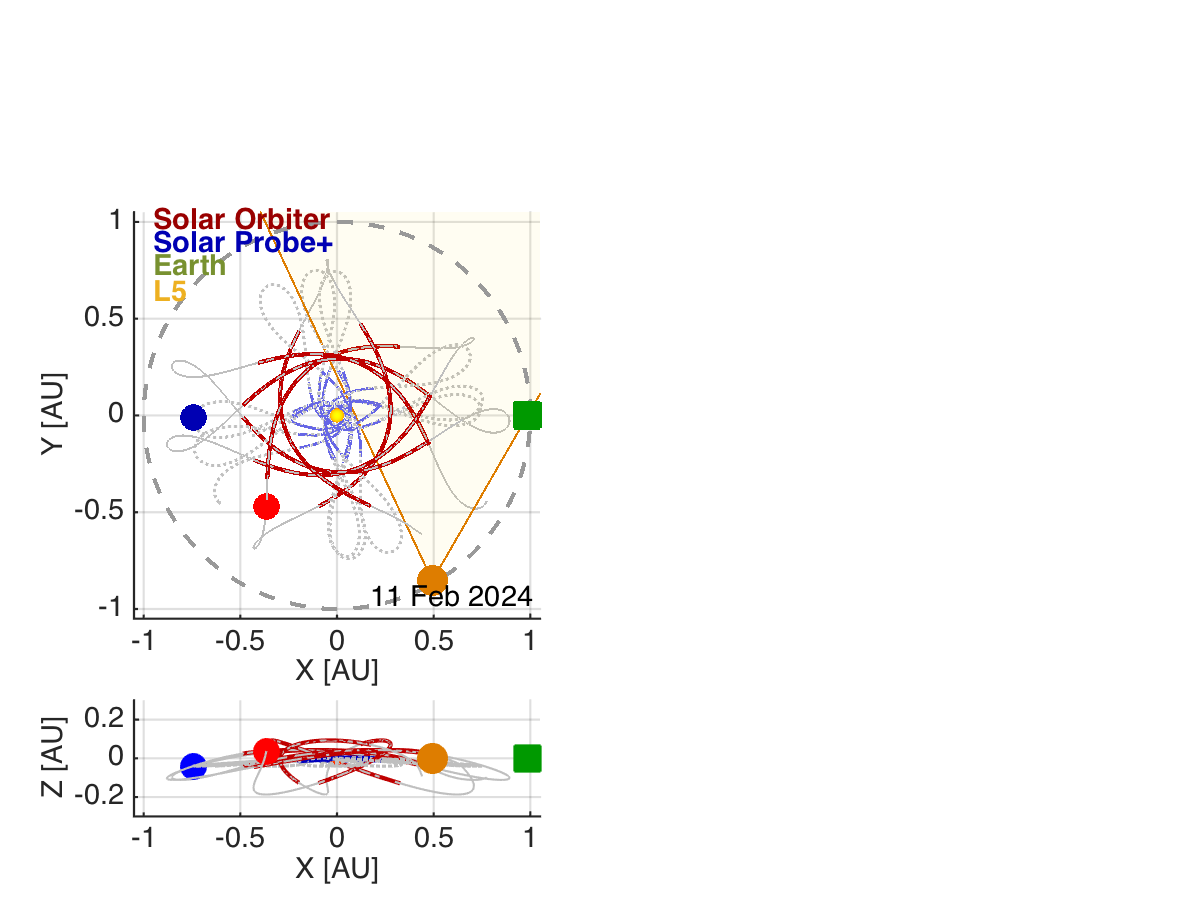 Solar Orbiter
Solar Probe+
Earth
L5
1
0.5
0
-0.5
-1
Y [AU]
11 Feb 2024
-1 -0.5 0 0.5 1
X [AU]
0.2
0
-0.2
Z [AU]
-1 -0.5 0 0.5 1
X [AU]